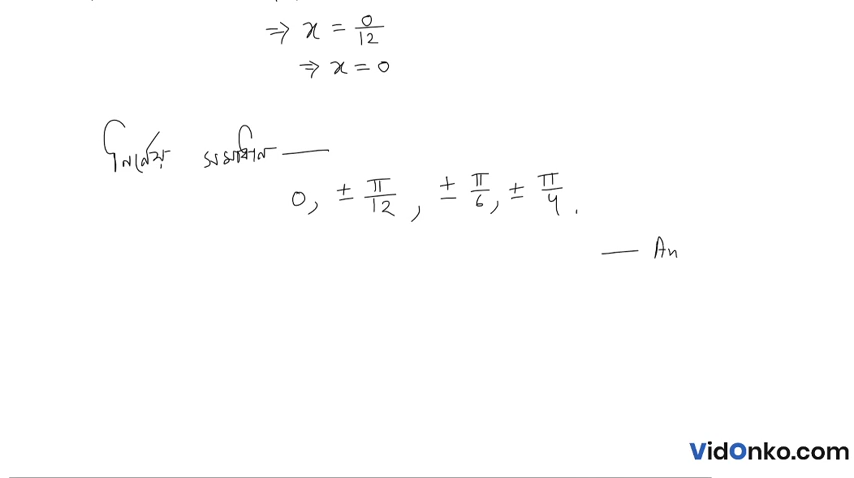 ⇒ x = 0/12
⇒ x = 0
নির্ণেয় সমাধান —
0, ± π/12, ± π/6, ± π/4.
— An
VidOnko.com